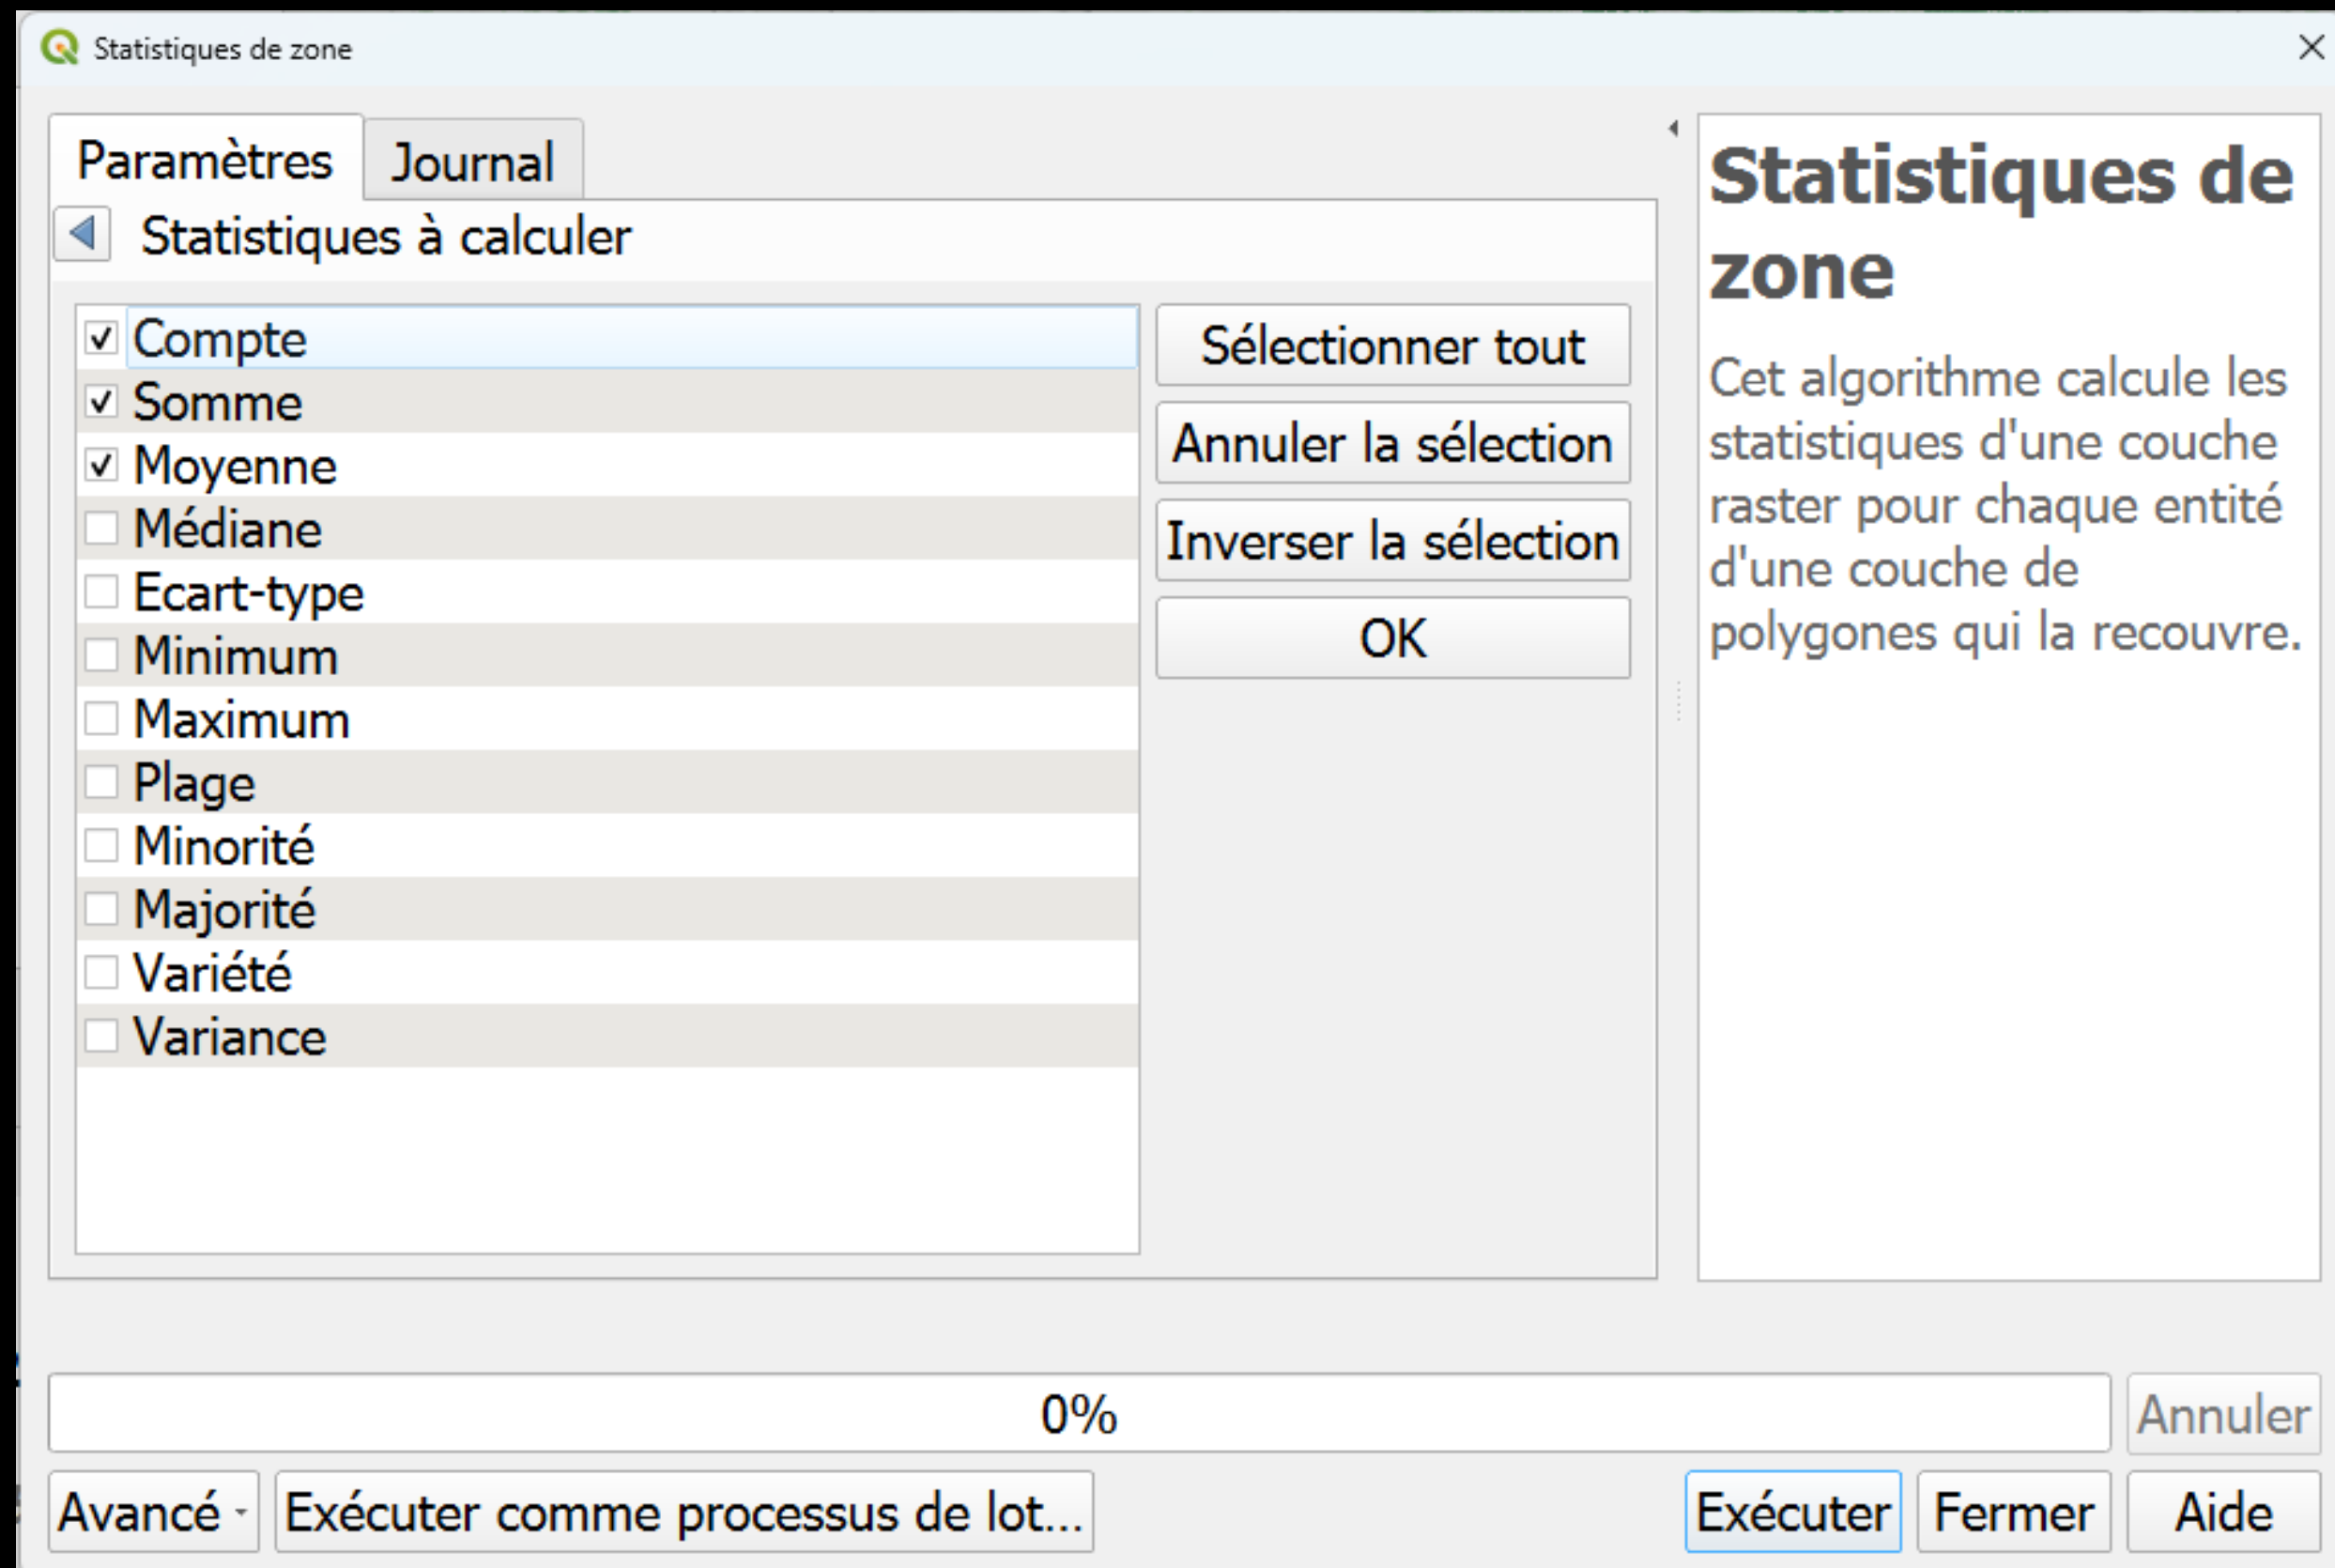 Statistiques de zone
Paramètres
Journal
Statistiques à calculer
Compte
Somme
Moyenne
Médiane
Ecart-type
Minimum
Maximum
Plage
Minorité
Majorité
Variété
Variance
Sélectionner tout
Annuler la sélection
Inverser la sélection
OK
Statistiques de
zone
Cet algorithme calcule les
statistiques d'une couche
raster pour chaque entité
d'une couche de
polygones qui la recouvre.
0%
Annuler
Avancé
Exécuter comme processus de lot...
Exécuter
Fermer
Aide